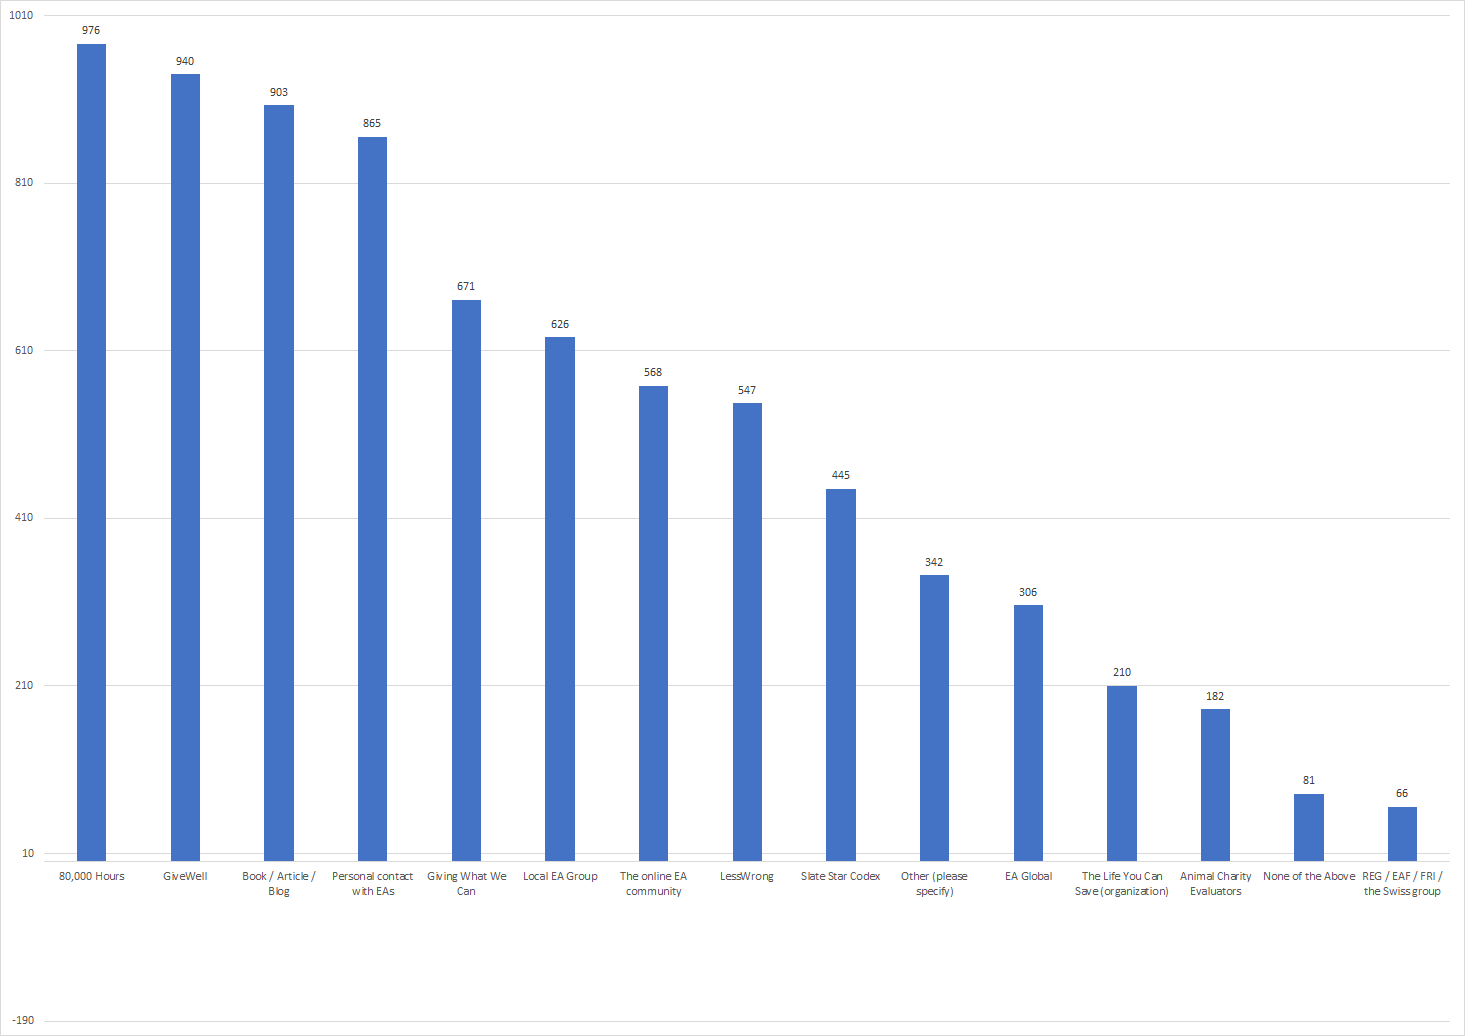 1010
810
610
410
210
10
-190
976
940
903
865
671
626
568
547
445
342
306
210
182
81
66
80,000 Hours
GiveWell
Book / Article /
Blog
Personal contact
with EAs
Giving What We
Can
Local EA Group
The online EA
community
LessWrong
Slate Star Codex
Other (please
specify)
EA Global
The Life You Can
Save (organization)
Animal Charity
Evaluators
None of the Above
REG / EAF / FRI /
the Swiss group